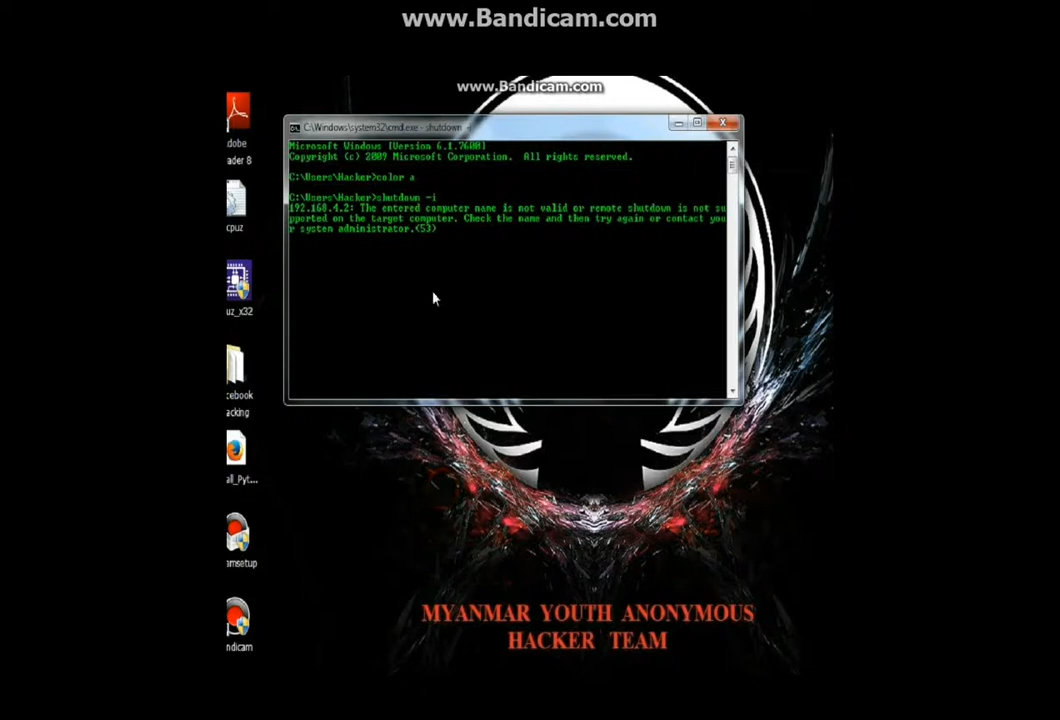 www.Bandicam.com
www.Bandicam.com
C:\Windows\system32\cmd.exe - shutdown -i
Microsoft Windows [Version 6.1.7600]
Copyright (c) 2009 Microsoft Corporation. All rights reserved.
C:\Users\Hacker>color a
C:\Users\Hacker>shutdown -i
192.168.4.2: The entered computer name is not valid or remote shutdown is not su
pported on the target computer. Check the name and then try again or contact you
r system administrator.(53)
dobe
ader 8
cpuz
uz_x32
cebook
acking
all_Pyt...
amsetup
ndicam
MYANMAR YOUTH ANONYMOUS
HACKER TEAM